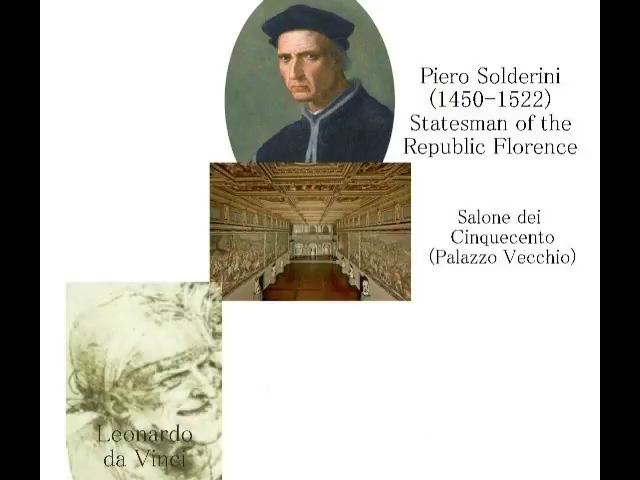 Piero Solderini
(1450-1522)
Statesman of the
Republic Florence
Salone dei
Cinquecento
(Palazzo Vecchio)
Leonardo
da Vinci